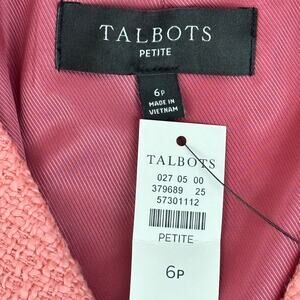 TALBOTS
PETITE
6P
MADE IN
VIETNAM
TALBOTS
027 05 00
379689 25
57301112
PETITE
6P